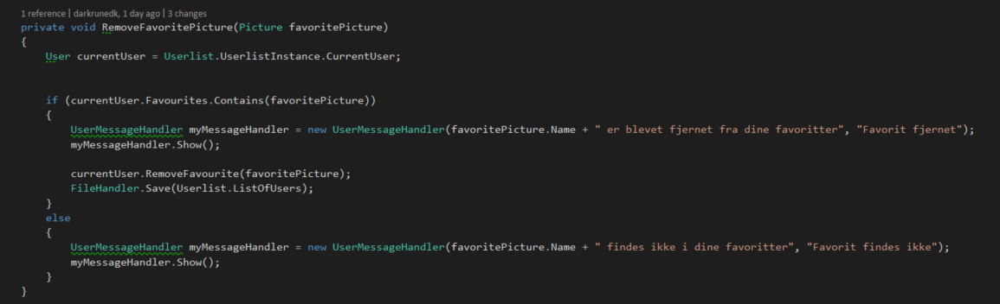 1 reference | darkrunedk, 1 day ago | 3 changes
private void RemoveFavoritPicture(Picture favoritePicture)
{
    User currentUser = Userlist.UserlistInstance.CurrentUser;

    if (currentUser.Favourites.Contains(favoritePicture))
    {
        UserMessageHandler myMessageHandler = new UserMessageHandler(favoritePicture.Name + " er blevet fjernet fra dine favoritter", "Favorit fjernet");
        myMessageHandler.Show();

        currentUser.RemoveFavourite(favoritePicture);
        FileHandler.Save(Userlist.ListOfUsers);
    }
    else
    {
        UserMessageHandler myMessageHandler = new UserMessageHandler(favoritePicture.Name + " findes ikke i dine favoritter", "Favorit findes ikke");
        myMessageHandler.Show();
    }
}